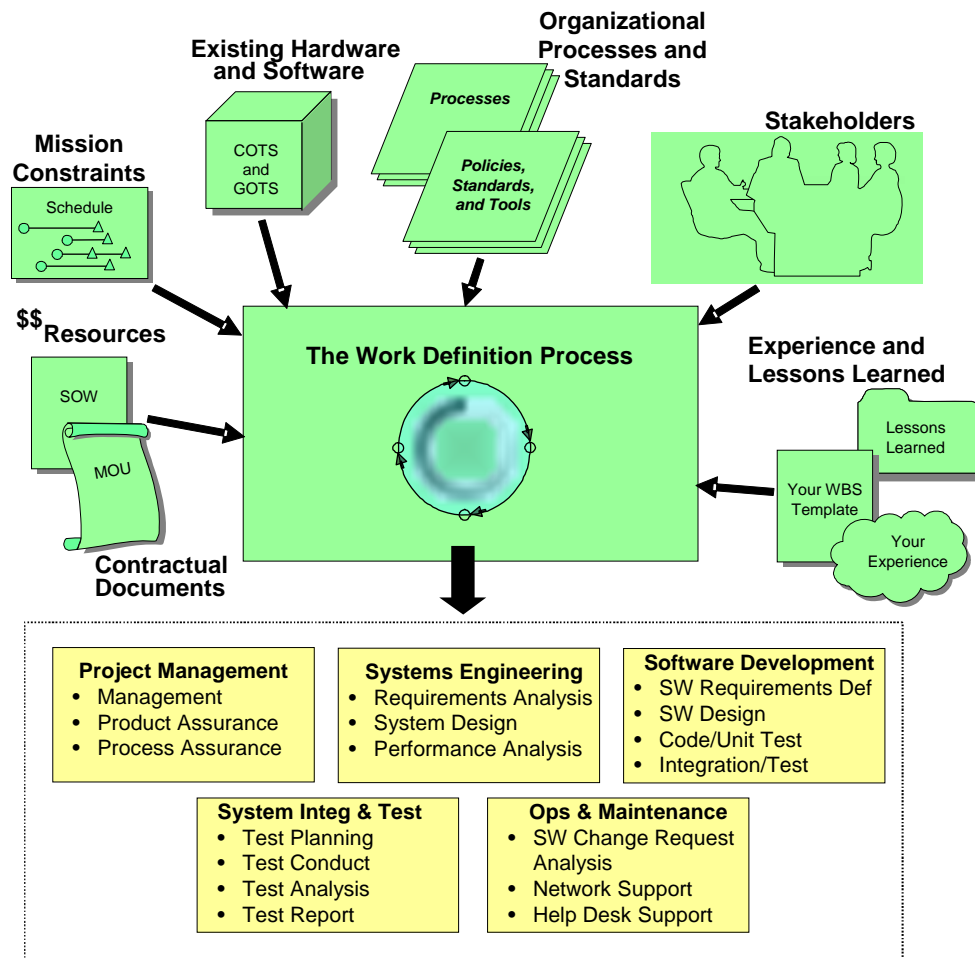 Organizational
Processes and
Standards
Existing Hardware
and Software
Processes
Policies,
Standards,
and Tools
Stakeholders
COTS
and
GOTS
Mission
Constraints
Schedule
$$ Resources
SOW
MOU
Contractual
Documents
The Work Definition Process
Experience and
Lessons Learned
Lessons
Learned
Your WBS
Template
Your
Experience
Project Management
• Management
• Product Assurance
• Process Assurance
Systems Engineering
• Requirements Analysis
• System Design
• Performance Analysis
Software Development
• SW Requirements Def
• SW Design
• Code/Unit Test
• Integration/Test
System Integ & Test
• Test Planning
• Test Conduct
• Test Analysis
• Test Report
Ops & Maintenance
• SW Change Request
Analysis
• Network Support
• Help Desk Support